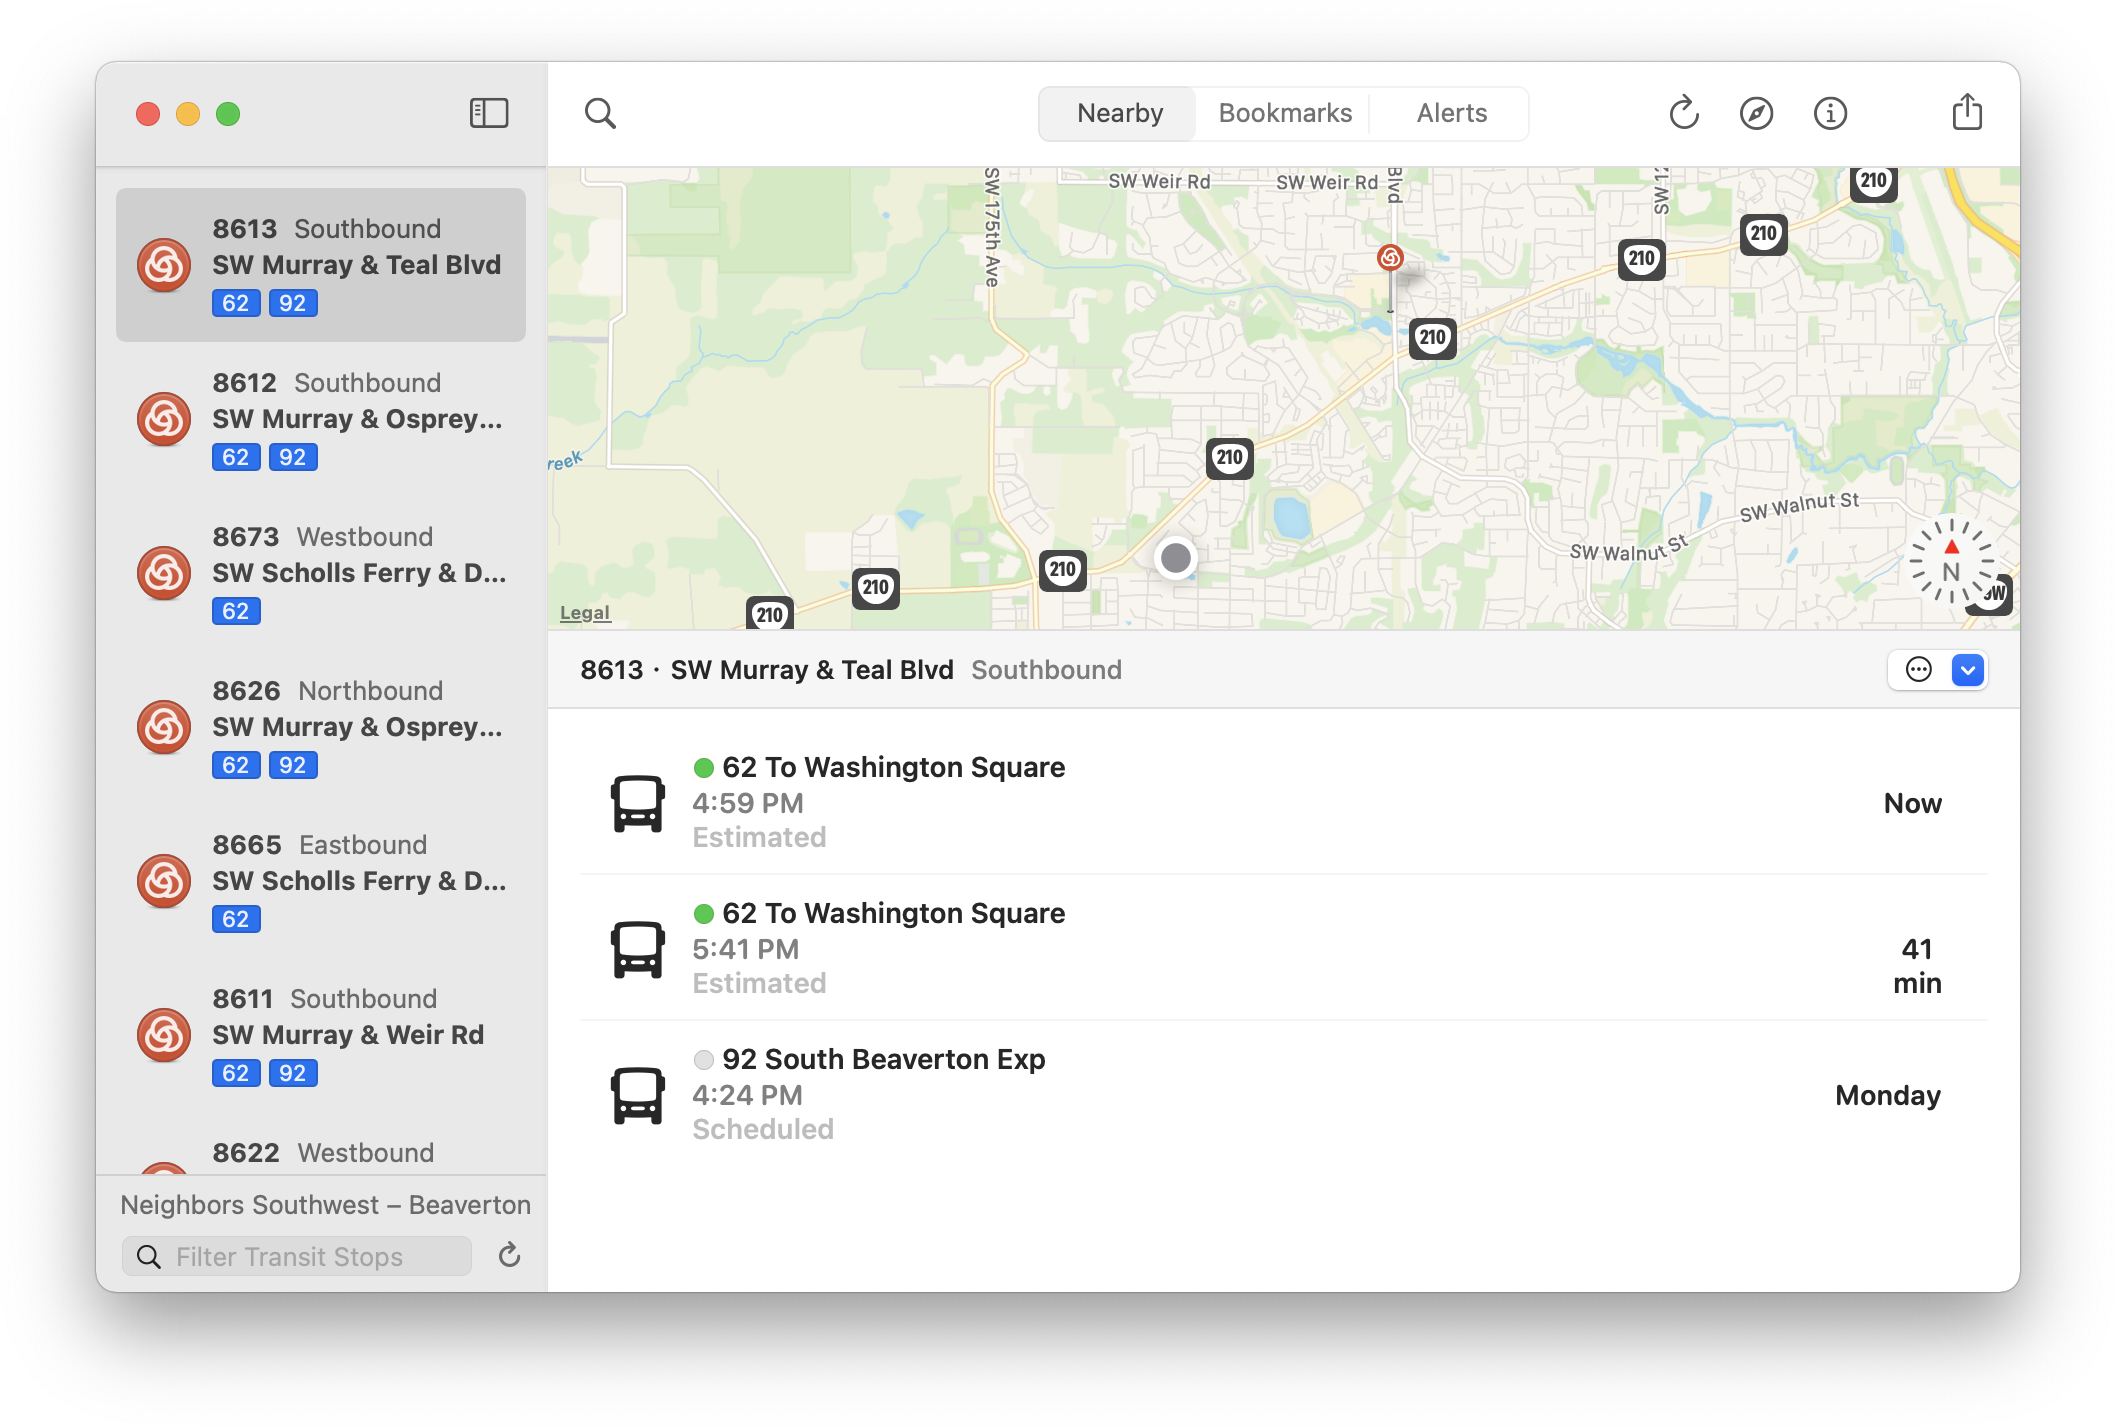 Nearby
Bookmarks
Alerts
8613 Southbound
SW Murray & Teal Blvd
62 92
8612 Southbound
SW Murray & Osprey...
62 92
8673 Westbound
SW Scholls Ferry & D...
62
8626 Northbound
SW Murray & Osprey...
62 92
8665 Eastbound
SW Scholls Ferry & D...
62
8611 Southbound
SW Murray & Weir Rd
62 92
8622 Westbound
Neighbors Southwest – Beaverton
Filter Transit Stops
SW 175th Ave
SW Weir Rd
SW Weir Rd
Blvd
210
210
210
210
210
210
210
210
reek
SW Walnut St
SW Walnut St
N
Legal
8613 · SW Murray & Teal Blvd Southbound
62 To Washington Square
4:59 PM
Estimated
Now
62 To Washington Square
5:41 PM
Estimated
41
min
92 South Beaverton Exp
4:24 PM
Scheduled
Monday